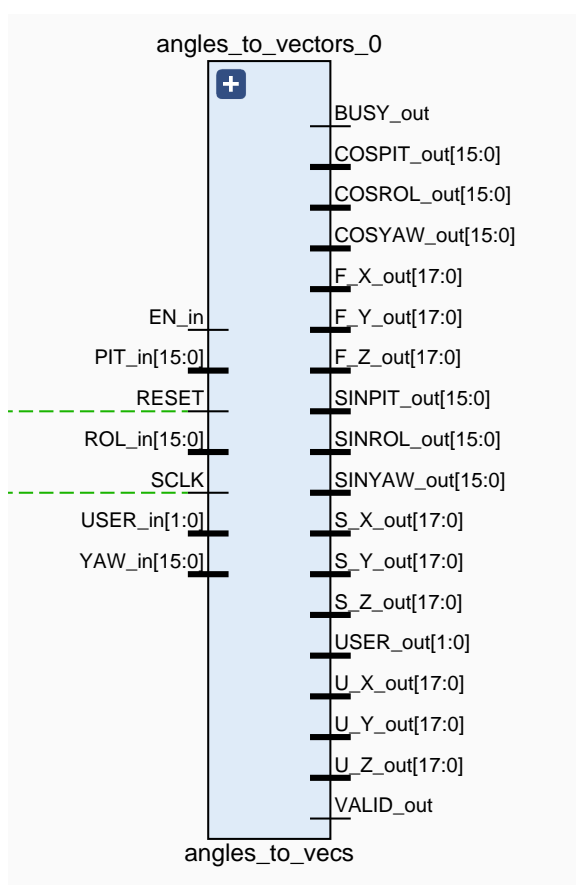 angles_to_vectors_0
BUSY_out
COSPIT_out[15:0]
COSROL_out[15:0]
COSYAW_out[15:0]
F_X_out[17:0]
EN_in
F_Y_out[17:0]
PIT_in[15:0]
F_Z_out[17:0]
RESET
SINPIT_out[15:0]
ROL_in[15:0]
SINROL_out[15:0]
SCLK
SINYAW_out[15:0]
USER_in[1:0]
S_X_out[17:0]
YAW_in[15:0]
S_Y_out[17:0]
S_Z_out[17:0]
USER_out[1:0]
U_X_out[17:0]
U_Y_out[17:0]
U_Z_out[17:0]
VALID_out
angles_to_vecs